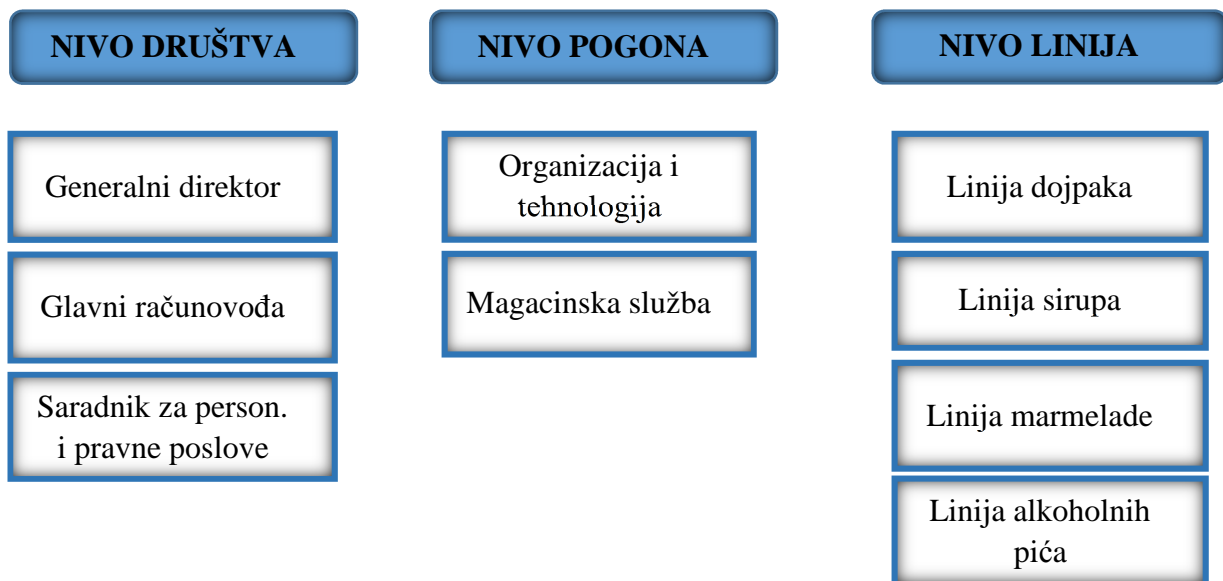 NIVO DRUŠTVA
Generalni direktor
Glavni računovođa
Saradnik za person.
i pravne poslove
NIVO POGONA
Organizacija i
tehnologija
Magacinska služba
NIVO LINIJA
Linija dojpaka
Linija sirupa
Linija marmelade
Linija alkoholnih
pića